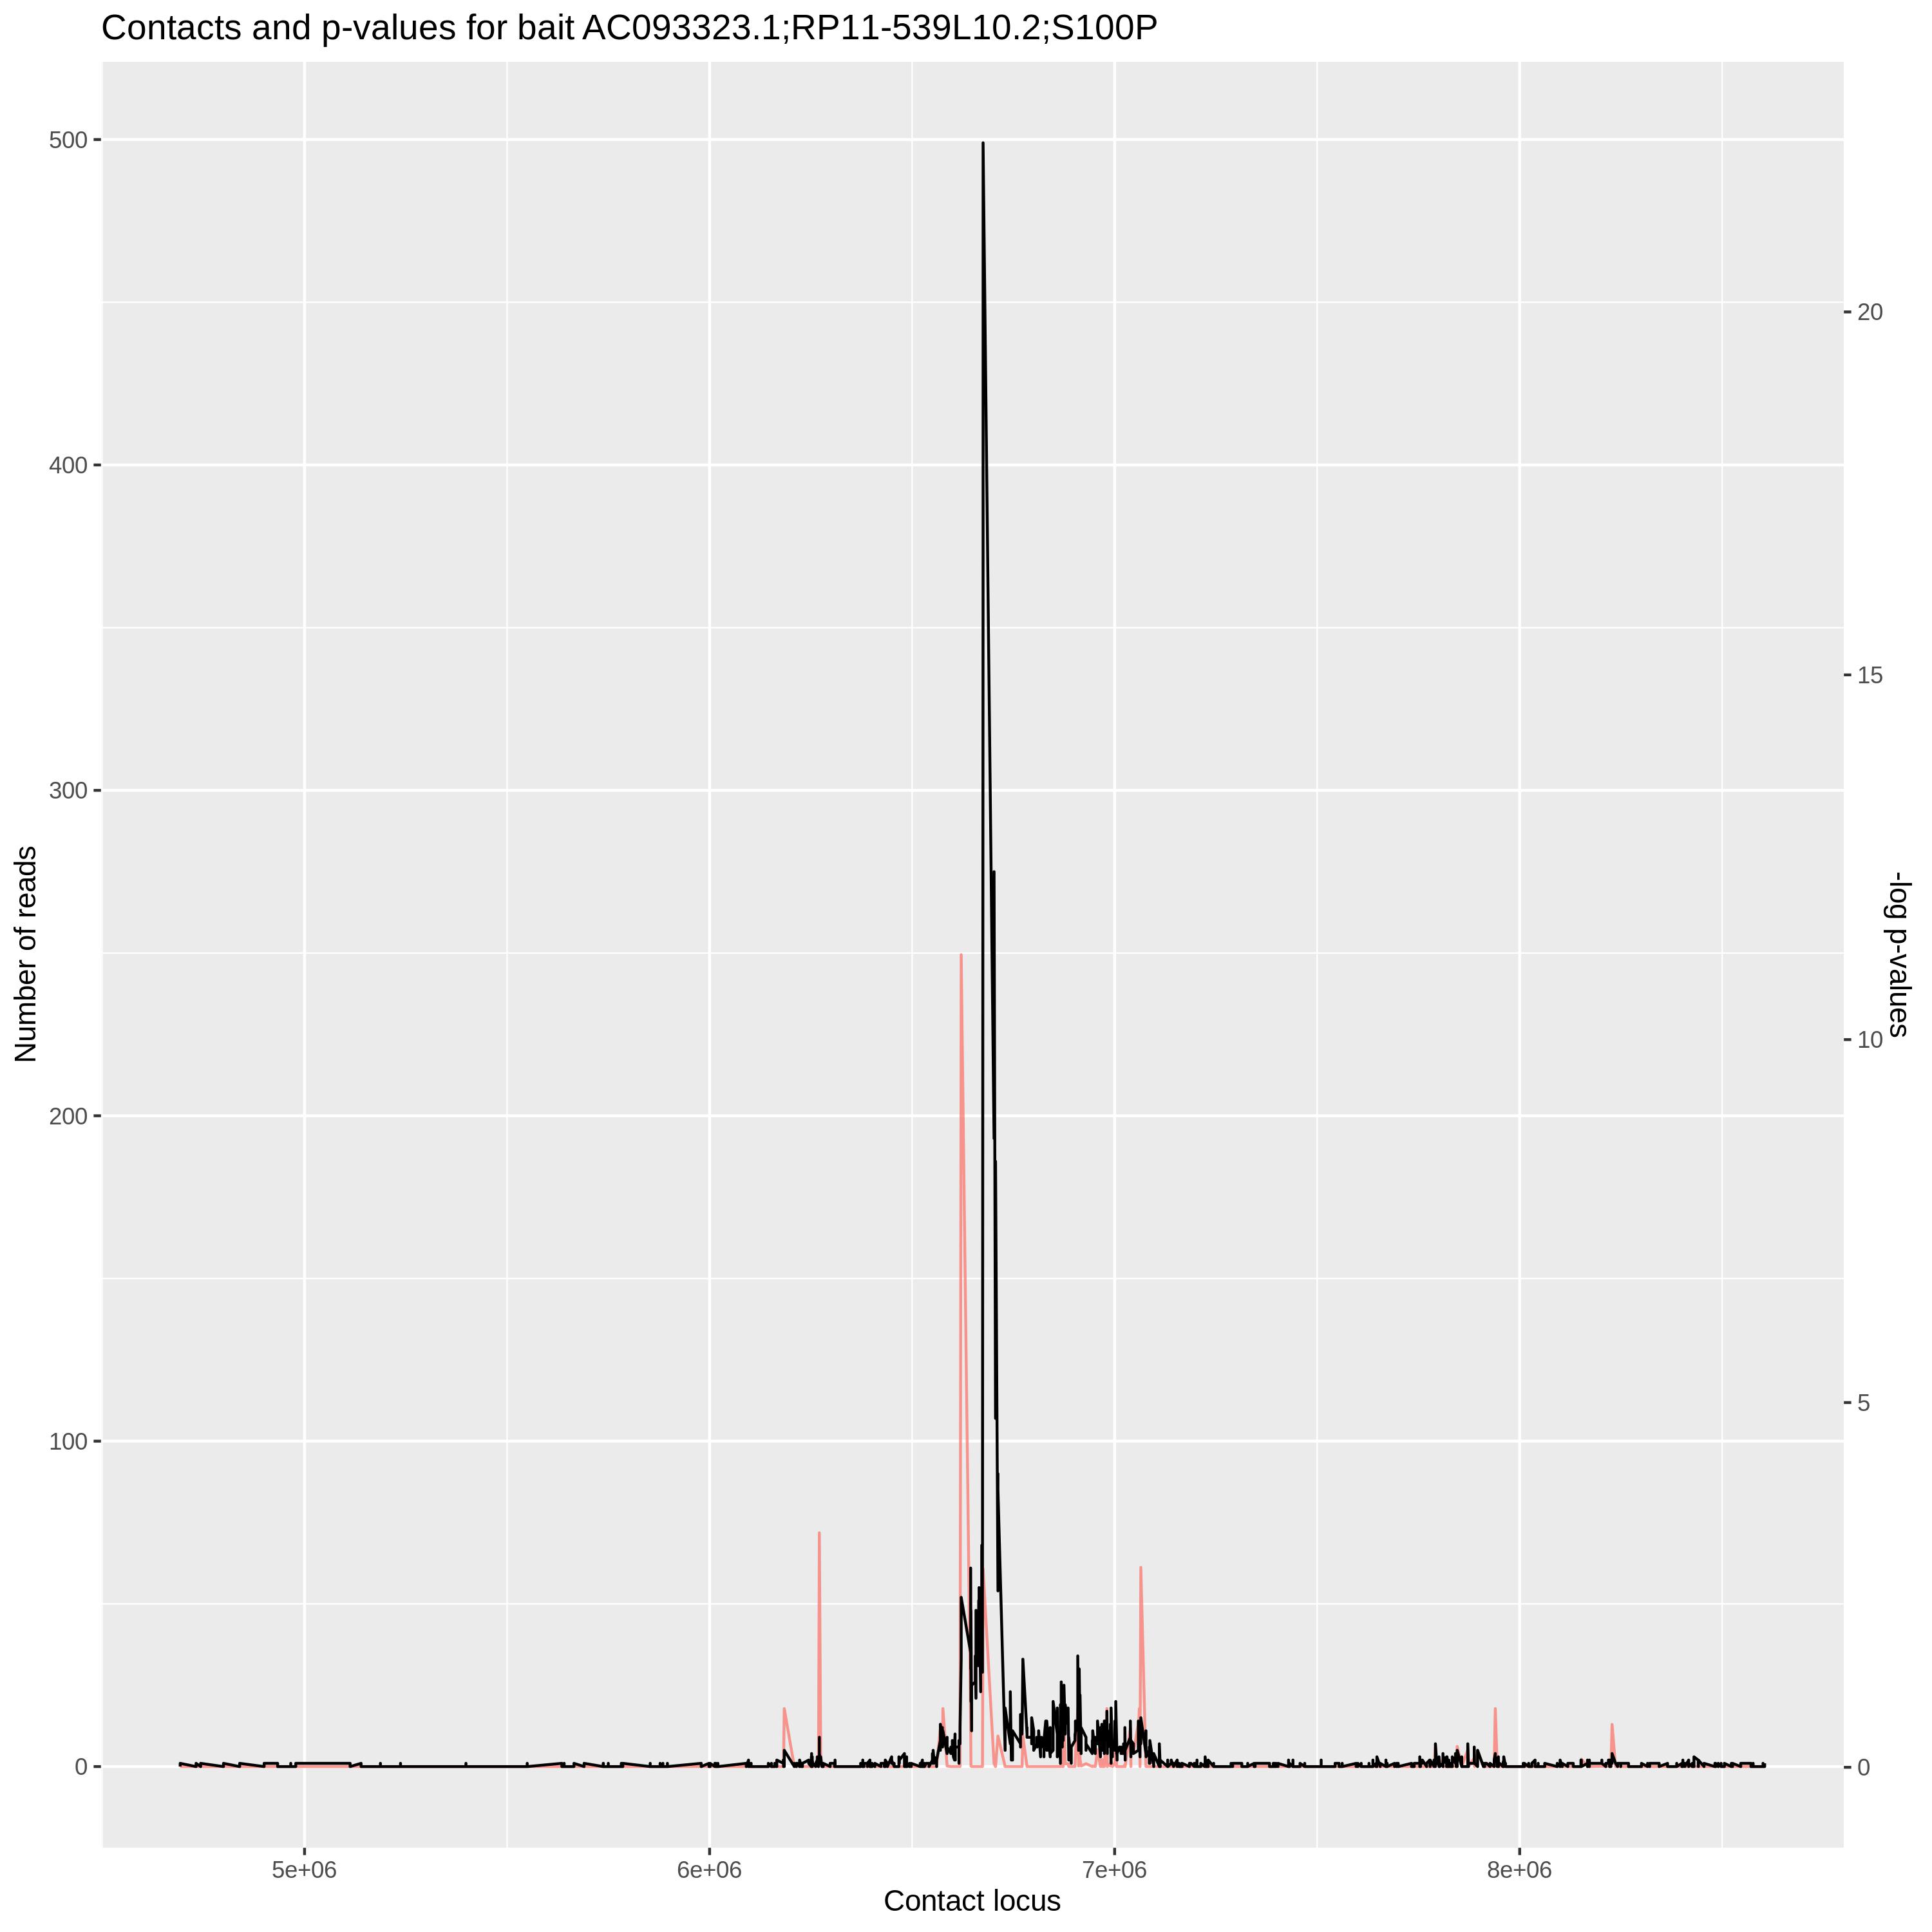 Contacts and p-values for bait AC093323.1;RP11-539L10.2;S100P
500
400
300
200
100
0
Number of reads
20
15
10
5
0
-log p-values
5e+06
6e+06
7e+06
8e+06
Contact locus